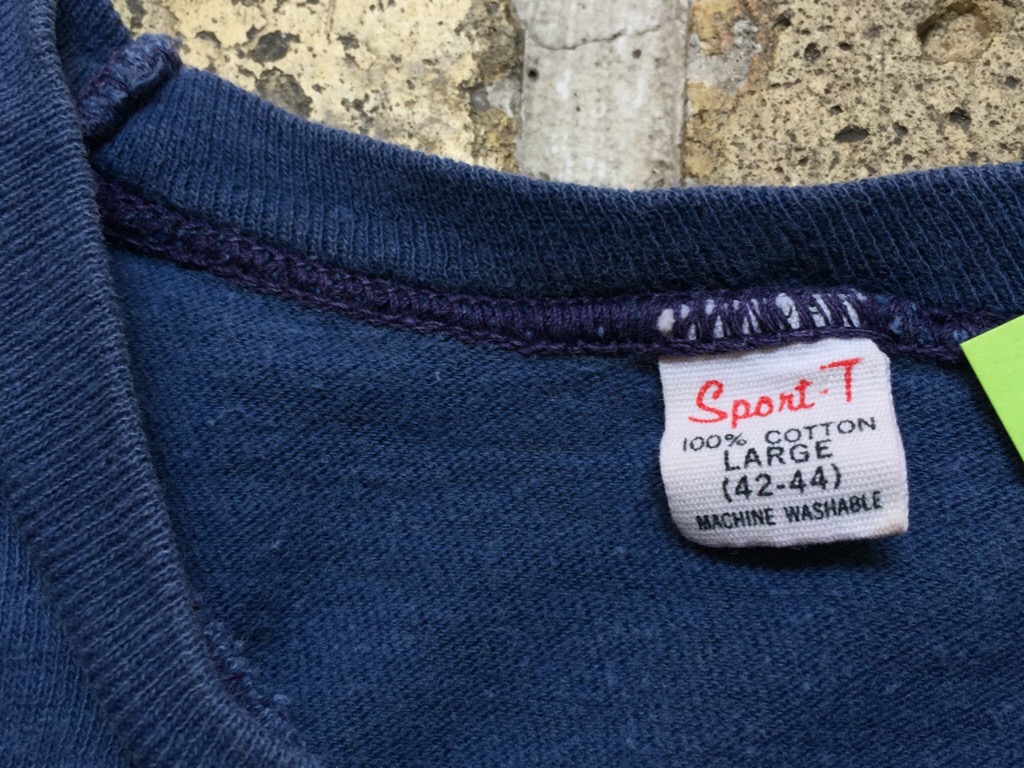 Sport-T
100% COTTON
LARGE
(42-44)
MACHINE WASHABLE